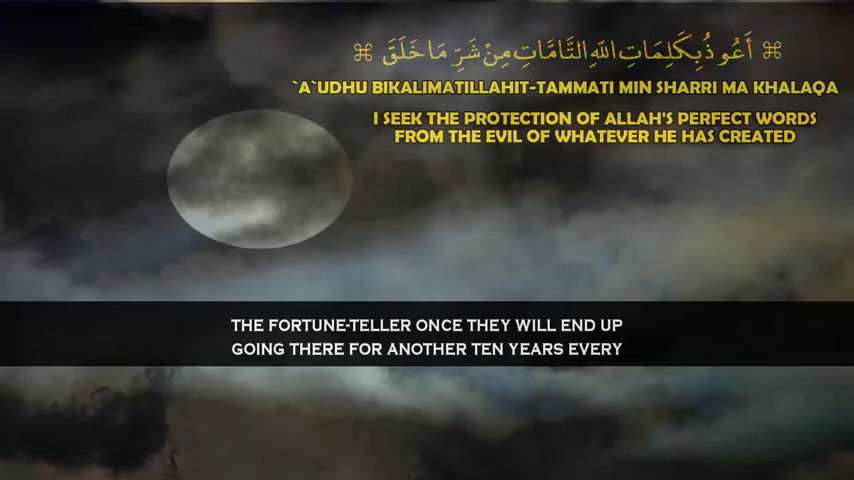 ⌘ أَعُوذُ بِكَلِمَاتِ اللّٰهِ التَّامَّاتِ مِنْ شَرِّ مَا خَلَقَ ⌘
`A`UDHU BIKALIMATILLAHIT-TAMMATI MIN SHARRI MA KHALAQA
I SEEK THE PROTECTION OF ALLAH'S PERFECT WORDS
FROM THE EVIL OF WHATEVER HE HAS CREATED
THE FORTUNE-TELLER ONCE THEY WILL END UP
GOING THERE FOR ANOTHER TEN YEARS EVERY